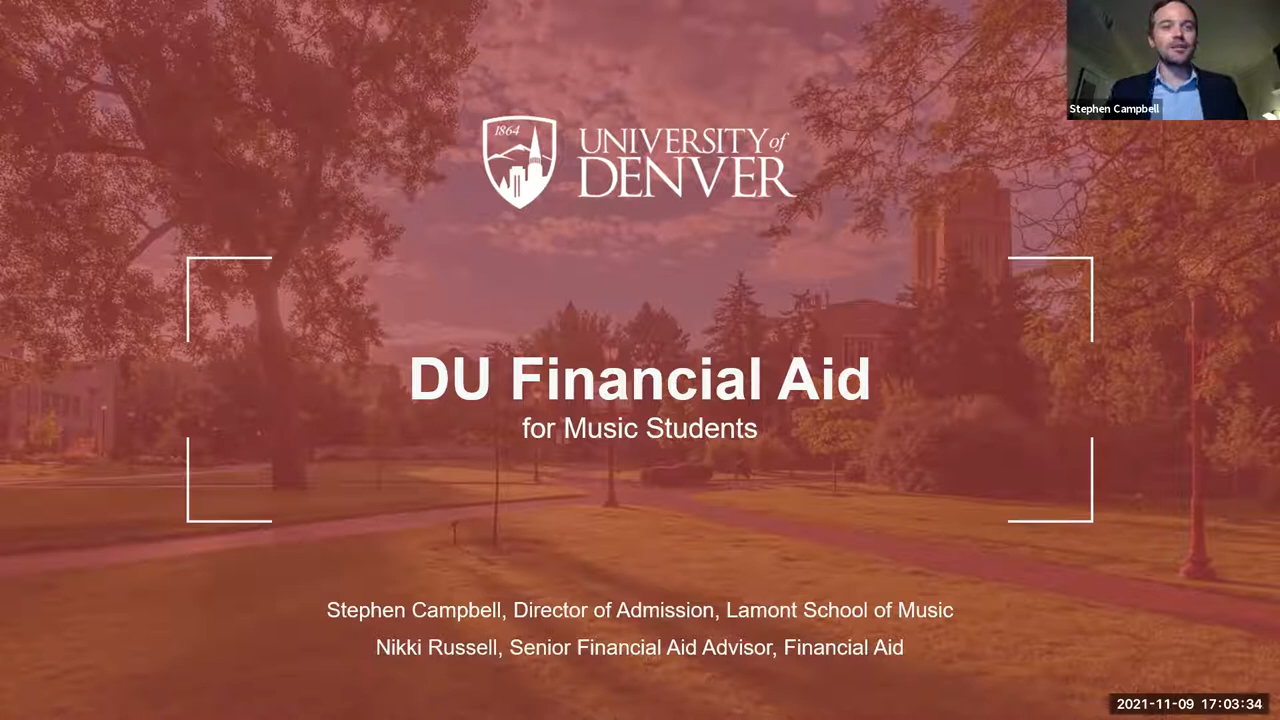 Stephen Campbell
1864
UNIVERSITY of
DENVER
DU Financial Aid
for Music Students
Stephen Campbell, Director of Admission, Lamont School of Music
Nikki Russell, Senior Financial Aid Advisor, Financial Aid
2021-11-09 17:03:34